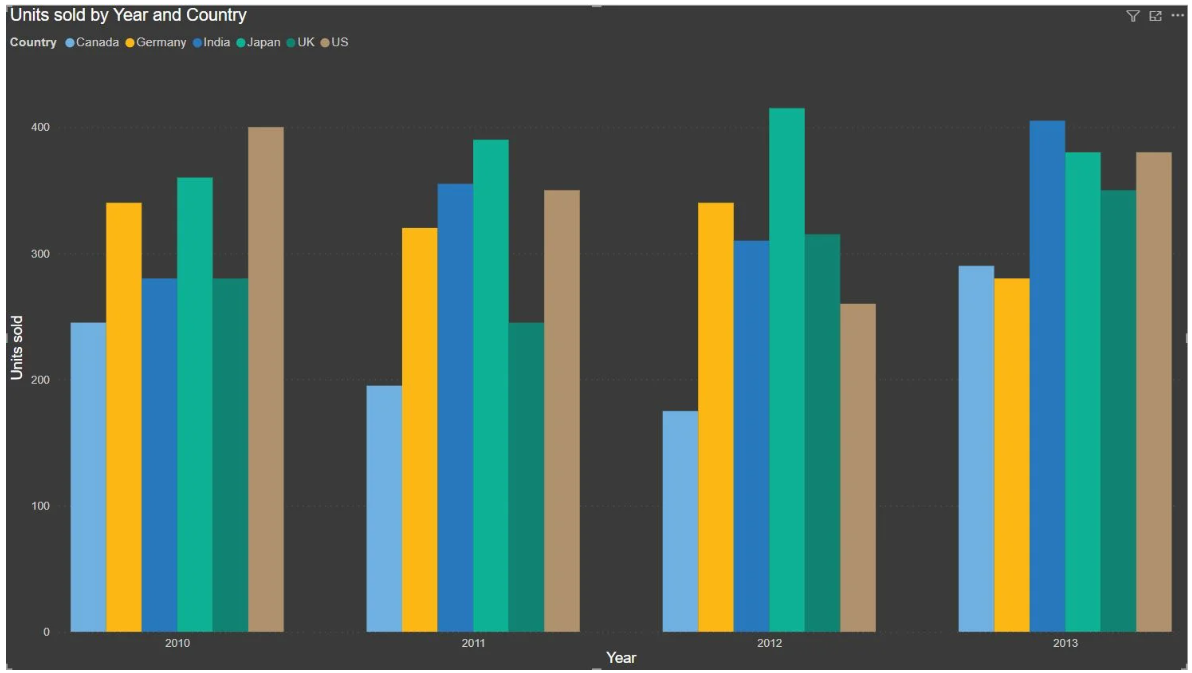 Units sold by Year and Country
Country Canada Germany India Japan UK US
400
300
200
100
0
Units sold
2010 2011 2012 2013
Year